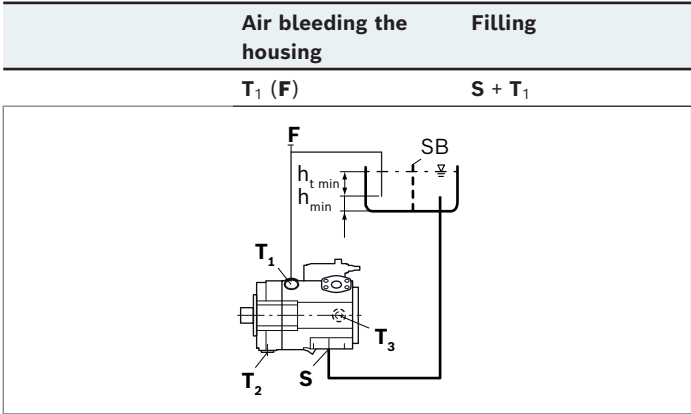 Air bleeding the housing
Filling
T₁ (F)
S + T₁
F
SB
hₜ ₘᵢₙ
hₘᵢₙ
T₁
T₃
T₂
S